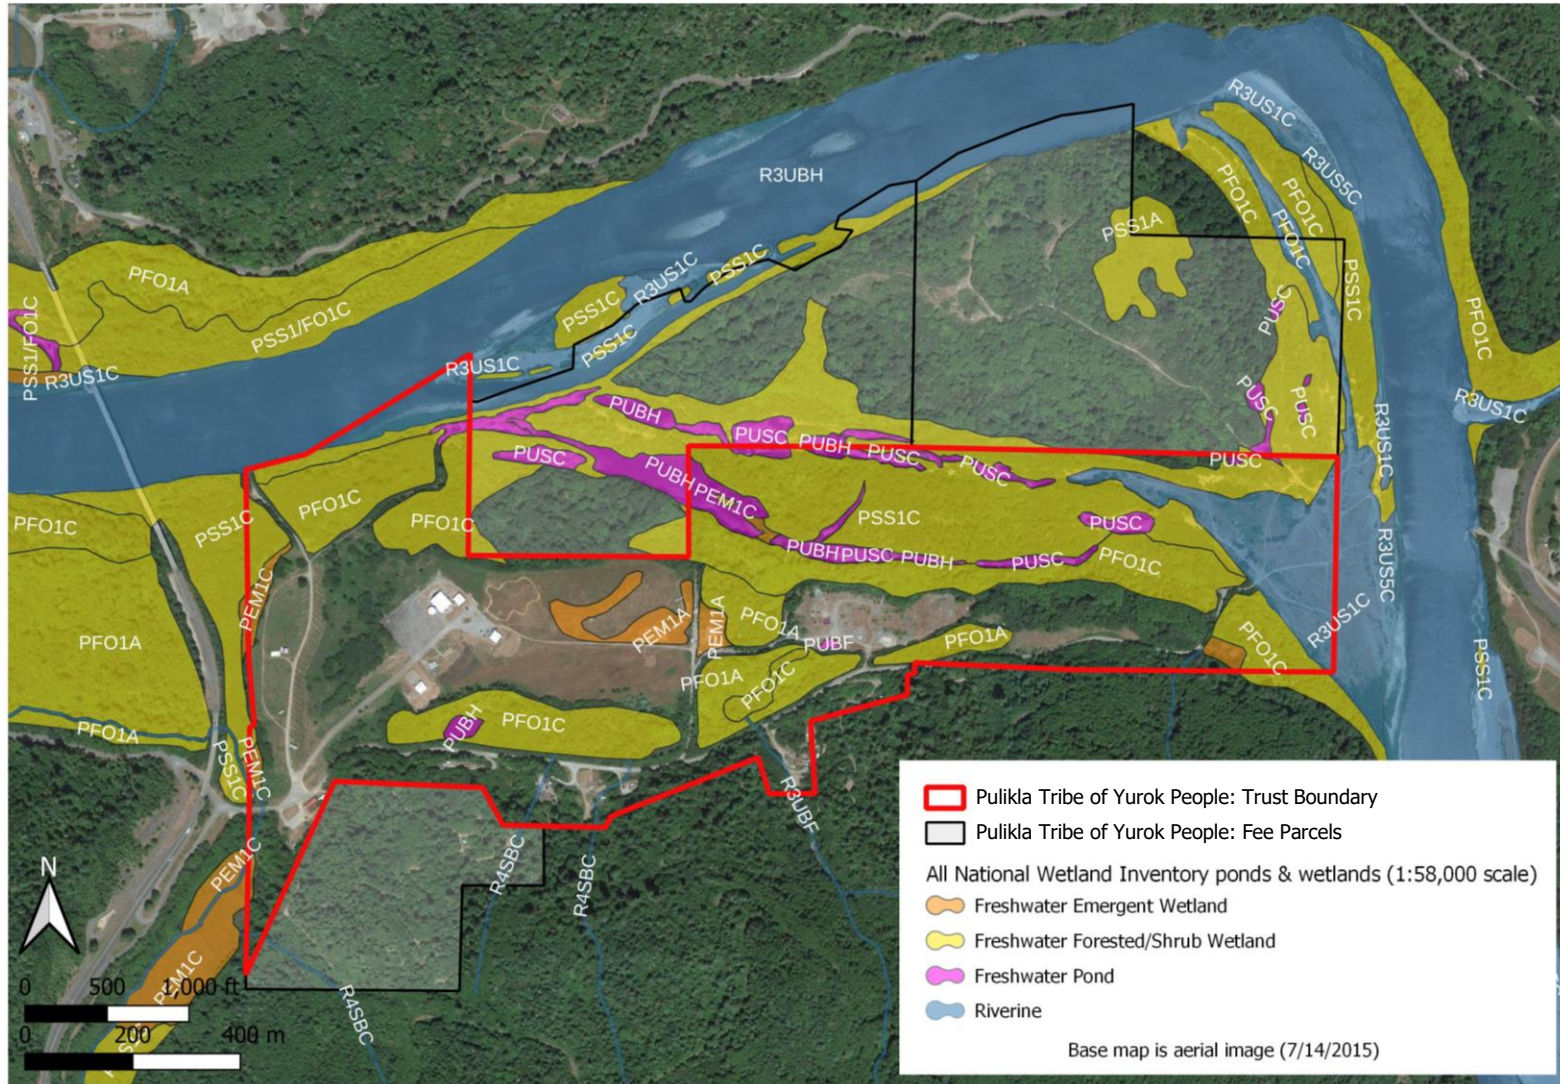 R3US1C
R3US5C
R3UBH
PFO1C
PFO1C
PFO1C
PSS1A
PFO1A
PSS1C
R3US1C
PSS1C
PSS1C
PUSC
PSS1/FO1C
PSS1C
PFO1C
PSS1/FO1C
R3US1C
R3US1C
PUSC
PUSC
R3US1C
R3US1C
PUBH
PUSC
PUBH
PUSC
PUSC
PUSC
PUSC
PUBH
PEM1C
PFO1C
PSS1C
PFO1C
PFO1C
PSS1C
PUSC
PUBH
PUSC
PUBH
PUSC
PFO1C
R3US5C
PEM1C
PFO1A
PEM1A
PEM1A
PFO1A
PUBF
PFO1A
R3US1C
PFO1C
PSS1C
PFO1A
PFO1C
PUBH
PFO1C
PFO1A
PSS1C
PEM1C
R3UBF
Pulikla Tribe of Yurok People: Trust Boundary
Pulikla Tribe of Yurok People: Fee Parcels
All National Wetland Inventory ponds & wetlands (1:58,000 scale)
Freshwater Emergent Wetland
Freshwater Forested/Shrub Wetland
Freshwater Pond
Riverine
Base map is aerial image (7/14/2015)
PEM1C
R4SBC
R4SBC
N
PEM1C
R4SBC
0 500 1,000 ft
0 200 400 m